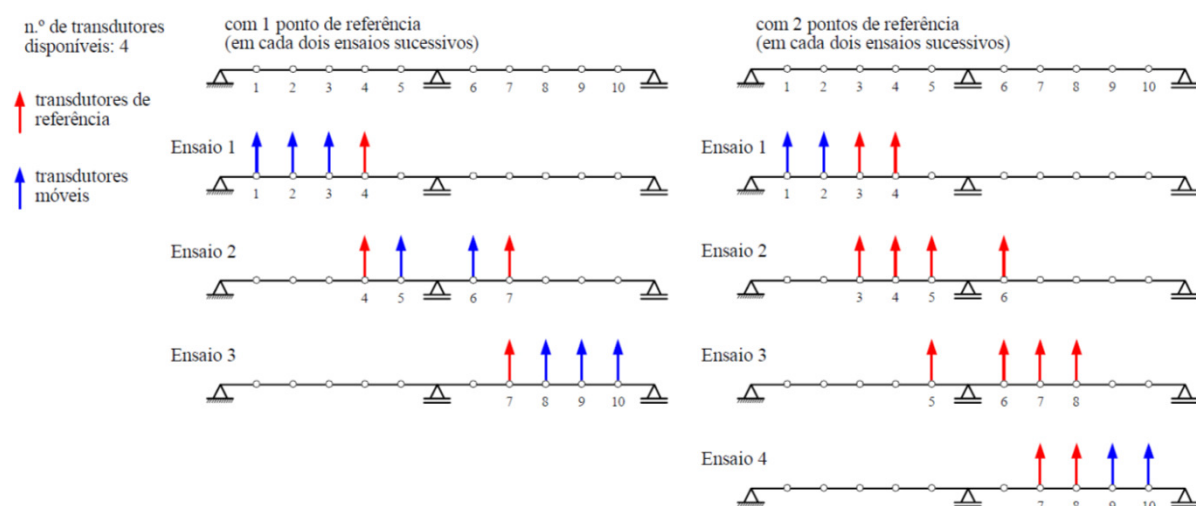 n.º de transdutores
disponíveis: 4
transdutores de
referência
transdutores
móveis
com 1 ponto de referência
(em cada dois ensaios sucessivos)
1 2 3 4 5 6 7 8 9 10
Ensaio 1
1 2 3 4
Ensaio 2
4 5 6 7
Ensaio 3
7 8 9 10
com 2 pontos de referência
(em cada dois ensaios sucessivos)
1 2 3 4 5 6 7 8 9 10
Ensaio 1
1 2 3 4
Ensaio 2
3 4 5 6
Ensaio 3
5 6 7 8
Ensaio 4
7 8 9 10